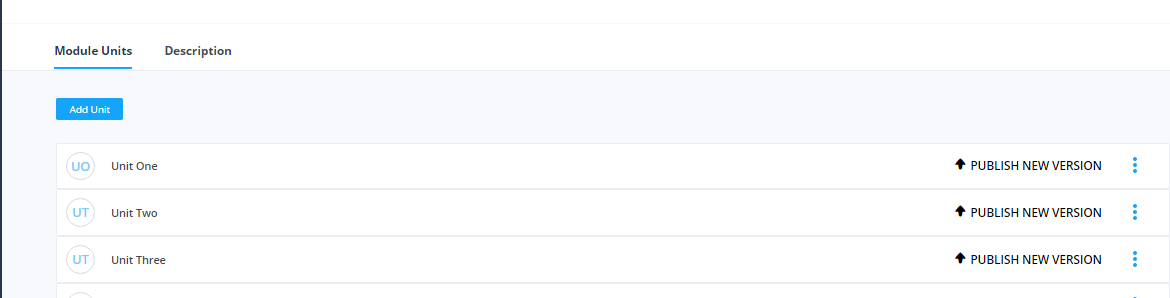 Module Units Description
Add Unit
UO Unit One PUBLISH NEW VERSION
UT Unit Two PUBLISH NEW VERSION
UT Unit Three PUBLISH NEW VERSION